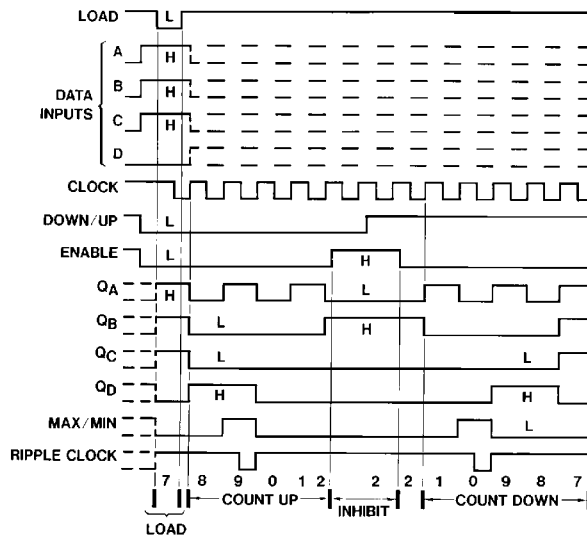 LOAD L
A H
B H
DATA
INPUTS
C H
D
CLOCK
DOWN/UP L
ENABLE L H
QA H L
QB L H
QC L L
QD H H
MAX/MIN L
RIPPLE CLOCK
7 8 9 0 1 2 2 2 1 0 9 8 7
COUNT UP INHIBIT COUNT DOWN
LOAD